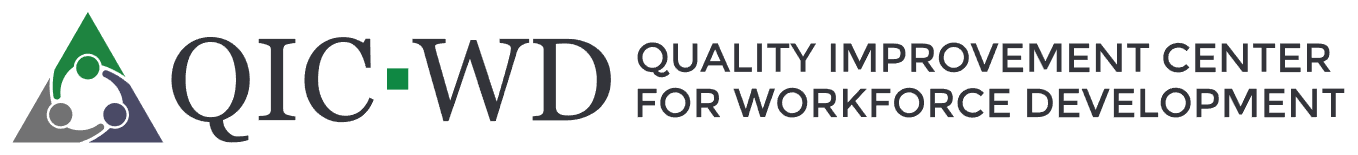 QIC▪WD
QUALITY IMPROVEMENT CENTER
FOR WORKFORCE DEVELOPMENT